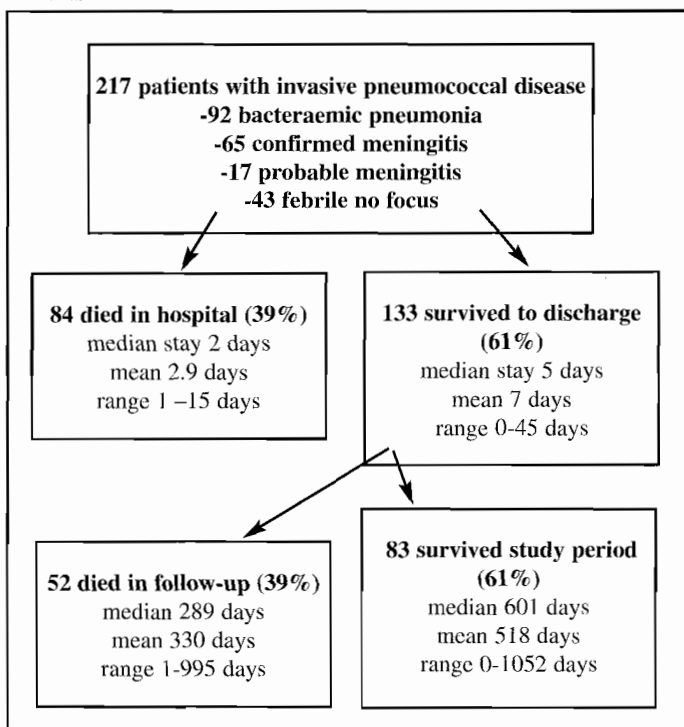 217 patients with invasive pneumococcal disease
-92 bacteraemic pneumonia
-65 confirmed meningitis
-17 probable meningitis
-43 febrile no focus
84 died in hospital (39%)
median stay 2 days
mean 2.9 days
range 1 –15 days
133 survived to discharge
(61%)
median stay 5 days
mean 7 days
range 0-45 days
52 died in follow-up (39%)
median 289 days
mean 330 days
range 1-995 days
83 survived study period
(61%)
median 601 days
mean 518 days
range 0-1052 days